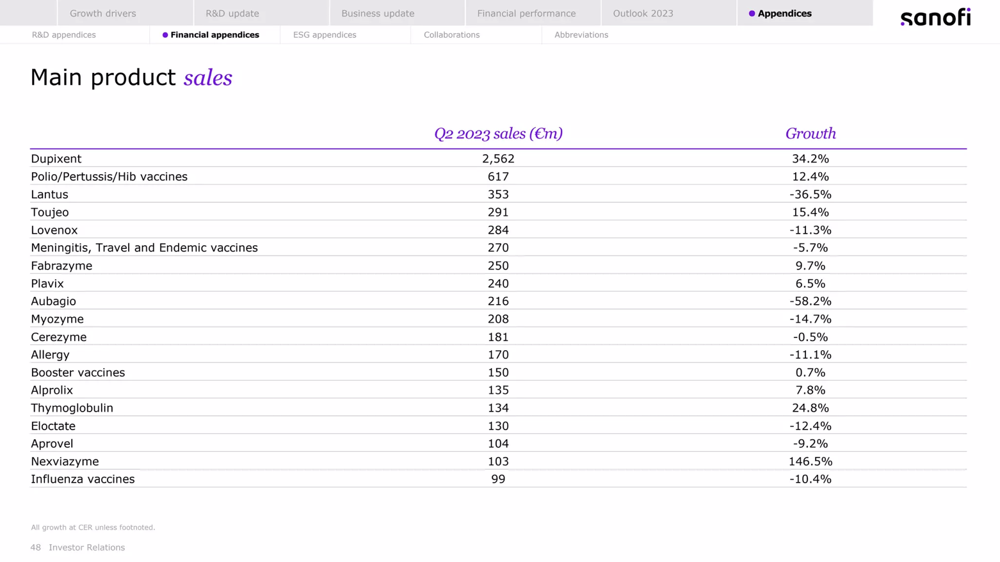 Growth drivers R&D update Business update Financial performance Outlook 2023 Appendices
sanofi
R&D appendices Financial appendices ESG appendices Collaborations Abbreviations
Main product sales
Q2 2023 sales (€m) Growth
Dupixent 2,562 34.2%
Polio/Pertussis/Hib vaccines 617 12.4%
Lantus 353 -36.5%
Toujeo 291 15.4%
Lovenox 284 -11.3%
Meningitis, Travel and Endemic vaccines 270 -5.7%
Fabrazyme 250 9.7%
Plavix 240 6.5%
Aubagio 216 -58.2%
Myozyme 208 -14.7%
Cerezyme 181 -0.5%
Allergy 170 -11.1%
Booster vaccines 150 0.7%
Alprolix 135 7.8%
Thymoglobulin 134 24.8%
Eloctate 130 -12.4%
Aprovel 104 -9.2%
Nexviazyme 103 146.5%
Influenza vaccines 99 -10.4%
All growth at CER unless footnoted.
48 Investor Relations